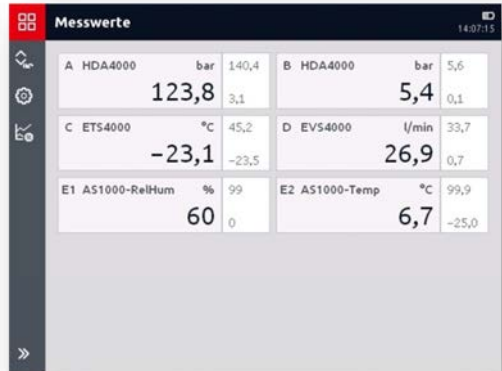 Messwerte
14:07:15
A HDA4000 bar 140,4
123,8 3,1
B HDA4000 bar 5,6
5,4 0,1
C ETS4000 °C 45,2
-23,1 -23,5
D EVS4000 l/min 33,7
26,9 0,7
E1 AS1000-RelHum % 99
60 0
E2 AS1000-Temp °C 99,9
6,7 -25,0